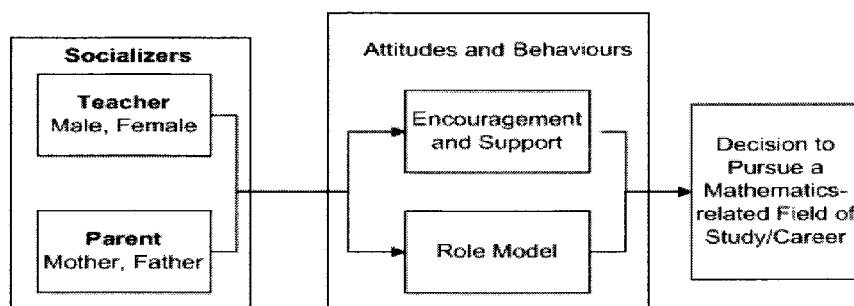 Socializers
Teacher
Male, Female
Parent
Mother, Father
Attitudes and Behaviours
Encouragement
and Support
Role Model
Decision to
Pursue a
Mathematics-
related Field of
Study/Career